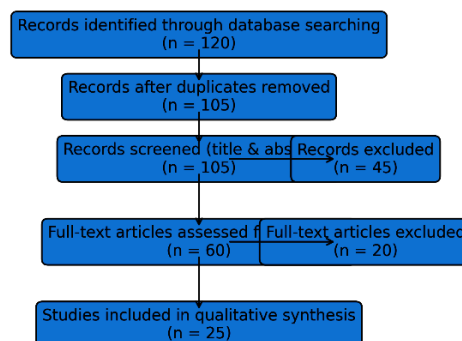 Records identified through database searching
(n = 120)
Records after duplicates removed
(n = 105)
Records screened (title & abs
(n = 105)
Records excluded
(n = 45)
Full-text articles assessed f
(n = 60)
Full-text articles excluded
(n = 20)
Studies included in qualitative synthesis
(n = 25)